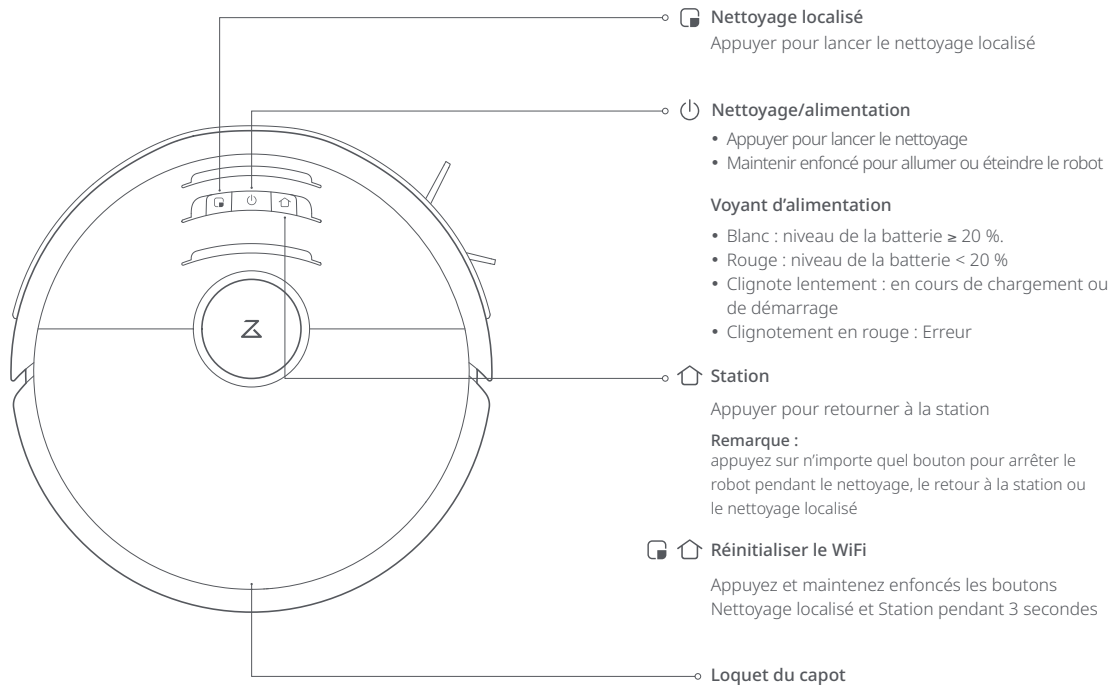 Nettoyage localisé
Appuyer pour lancer le nettoyage localisé
Nettoyage/alimentation
• Appuyer pour lancer le nettoyage
• Maintenir enfoncé pour allumer ou éteindre le robot
Voyant d’alimentation
• Blanc : niveau de la batterie ≥ 20 %.
• Rouge : niveau de la batterie < 20 %
• Clignote lentement : en cours de chargement ou
de démarrage
• Clignotement en rouge : Erreur
Station
Appuyer pour retourner à la station
Remarque :
appuyez sur n’importe quel bouton pour arrêter le
robot pendant le nettoyage, le retour à la station ou
le nettoyage localisé
Réinitialiser le WiFi
Appuyez et maintenez enfoncés les boutons
Nettoyage localisé et Station pendant 3 secondes
Loquet du capot